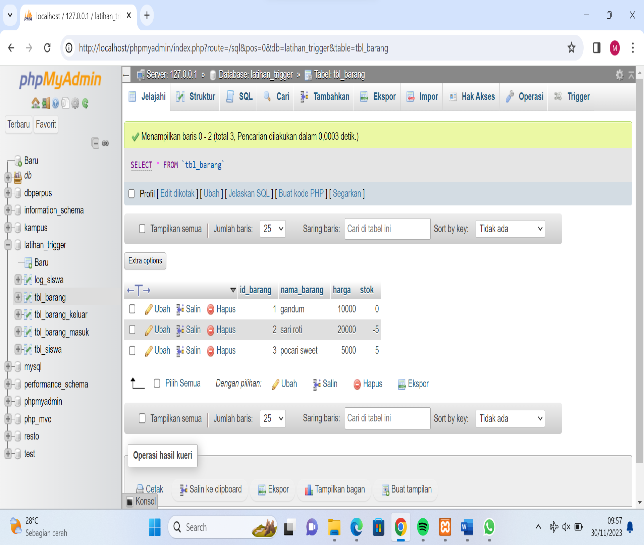 localhost / 127.0.0.1 / latihan_t
http://localhost/phpmyadmin/index.php?route=/sql&pos=0&db=latihan_trigger&table=tbl_barang
M
phpMyAdmin
Terbaru Favorit
Baru
db
dbperpus
information_schema
kampus
latihan_trigger
Baru
log_siswa
tbl_barang
tbl_barang_keluar
tbl_barang_masuk
tbl_siswa
mysql
performance_schema
phpmyadmin
php_mvc
resto
test
Server: 127.0.0.1 » Database: latihan_trigger » Tabel: tbl_barang
Jelajahi Struktur SQL Cari Tambahkan Ekspor Impor Hak Akses Operasi Trigger
Menampilkan baris 0 - 2 (total 3, Pencarian dilakukan dalam 0,0003 detik.)
SELECT * FROM `tbl_barang`
Profil [ Edit dikotak ] [ Ubah ] [ Jelaskan SQL ] [ Buat kode PHP ] [ Segarkan ]
Tampilkan semua Jumlah baris: 25 Saring baris: Cari di tabel ini Sort by key: Tidak ada
Extra options
←T→ id_barang nama_barang harga stok
Ubah Salin Hapus 1 gandum 10000 0
Ubah Salin Hapus 2 sari roti 20000 -5
Ubah Salin Hapus 3 pocari sweet 5000 5
Pilih Semua Dengan pilihan: Ubah Salin Hapus Ekspor
Tampilkan semua Jumlah baris: 25 Saring baris: Cari di tabel ini Sort by key: Tidak ada
Operasi hasil kueri
Cetak Salin ke clipboard Ekspor Tampilkan bagan Buat tampilan
Konsol
28°C
Sebagian cerah
Search
09:57
30/11/2023